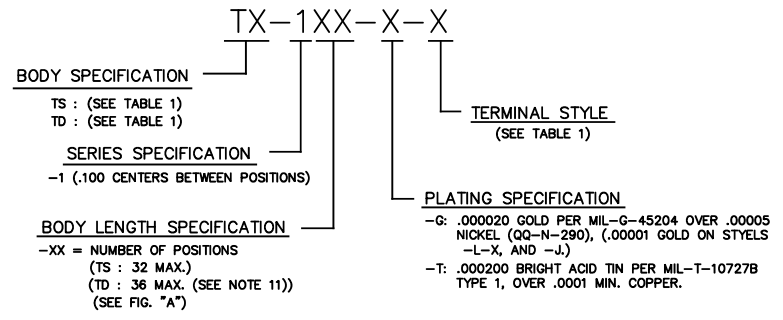 TX-1XX-X-X
BODY SPECIFICATION
TS : (SEE TABLE 1)
TD : (SEE TABLE 1)
TERMINAL STYLE
(SEE TABLE 1)
SERIES SPECIFICATION
-1 (.100 CENTERS BETWEEN POSITIONS)
PLATING SPECIFICATION
-G: .000020 GOLD PER MIL-G-45204 OVER .00005
NICKEL (QQ-N-290), (.00001 GOLD ON STYELS
-L-X, AND -J.)
-T: .000200 BRIGHT ACID TIN PER MIL-T-10727B
TYPE 1, OVER .0001 MIN. COPPER.
BODY LENGTH SPECIFICATION
-XX = NUMBER OF POSITIONS
(TS : 32 MAX.)
(TD : 36 MAX. (SEE NOTE 11))
(SEE FIG. "A")